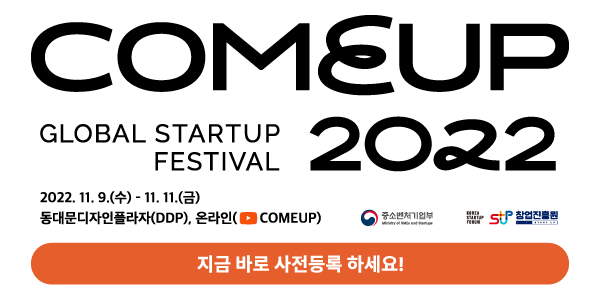 COMEUP
GLOBAL STARTUP
FESTIVAL
2022
2022. 11. 9.(수) - 11. 11.(금)
동대문디자인플라자(DDP), 온라인( COMEUP)
중소벤처기업부
Ministry of SMEs and Startups
KOREA
STARTUP
FORUM
창업진흥원
START UP
지금 바로 사전등록 하세요!